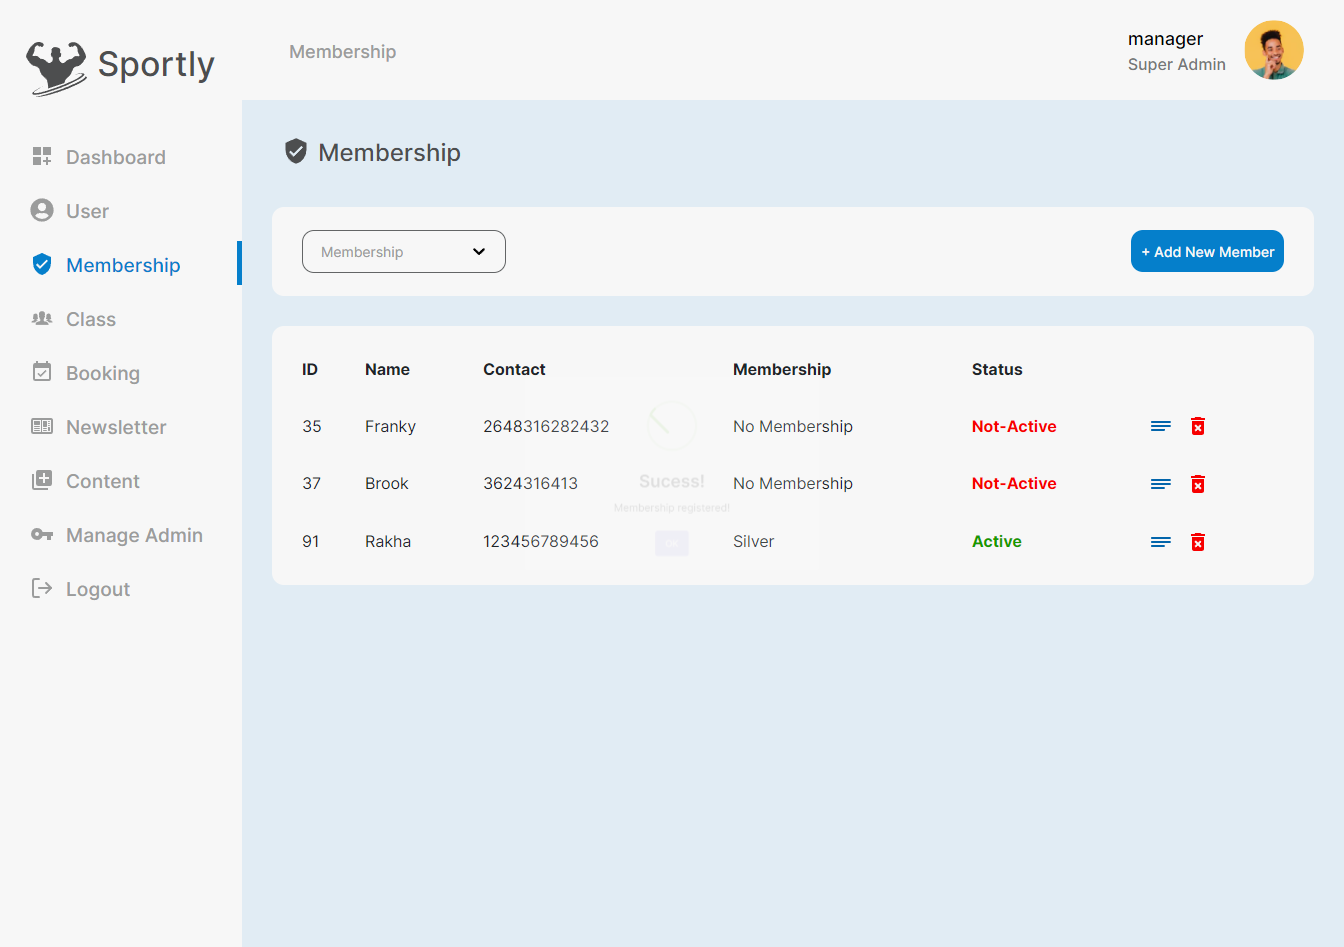 Sportly
Membership
manager
Super Admin
Dashboard
User
Membership
Class
Booking
Newsletter
Content
Manage Admin
Logout
Membership
Membership
+ Add New Member
ID Name Contact Membership Status
35 Franky 2648316282432 No Membership Not-Active
37 Brook 3624316413 No Membership Not-Active
91 Rakha 123456789456 Silver Active
Sucess!
Membership registered!